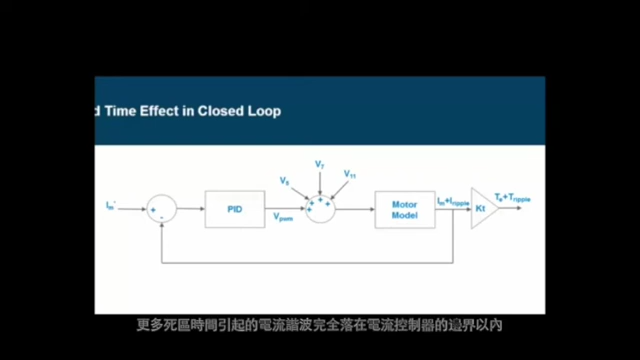 d Time Effect in Closed Loop
V7
V5
V11
Im*
+
-
PID
Vpwm
+
+
+
+
Motor
Model
Im+Iripple
Kt
Te+Tripple
更多死區時間引起的電流諧波完全落在電流控制器的邊界以內